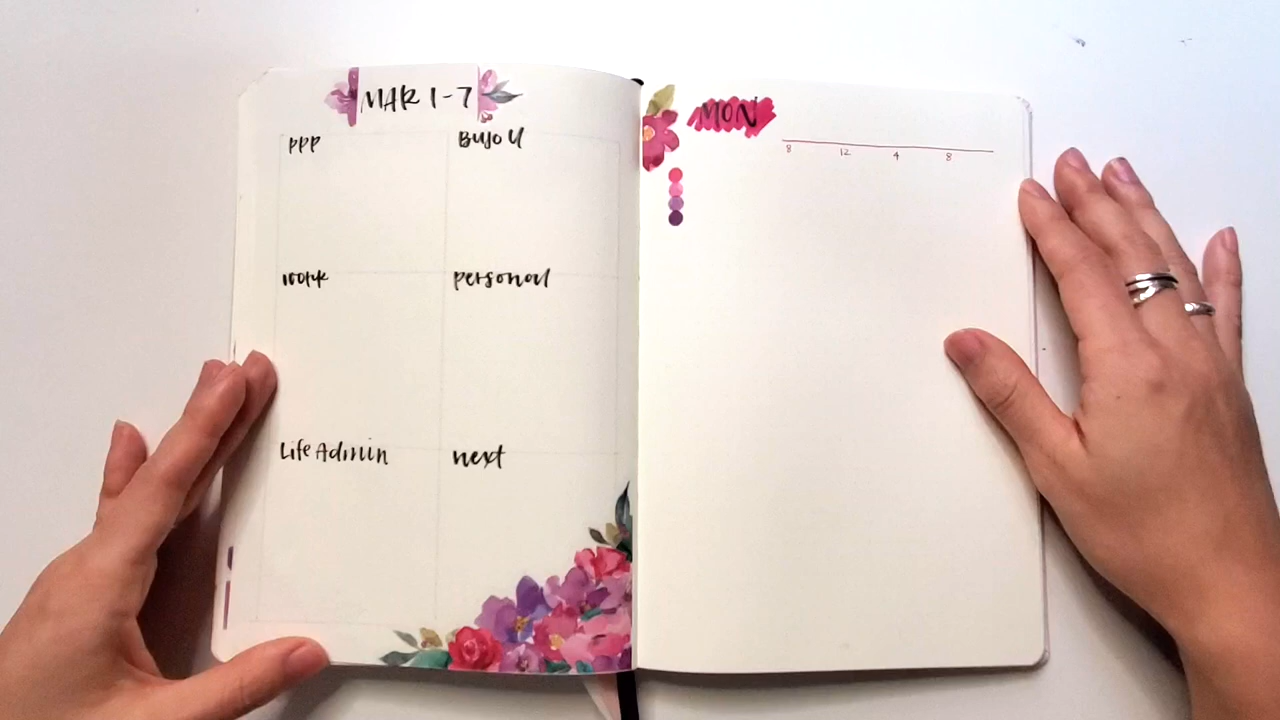 MAR 1-7
PPP
BUJO U
work
personal
Life Admin
next
MON
8 12 4 8